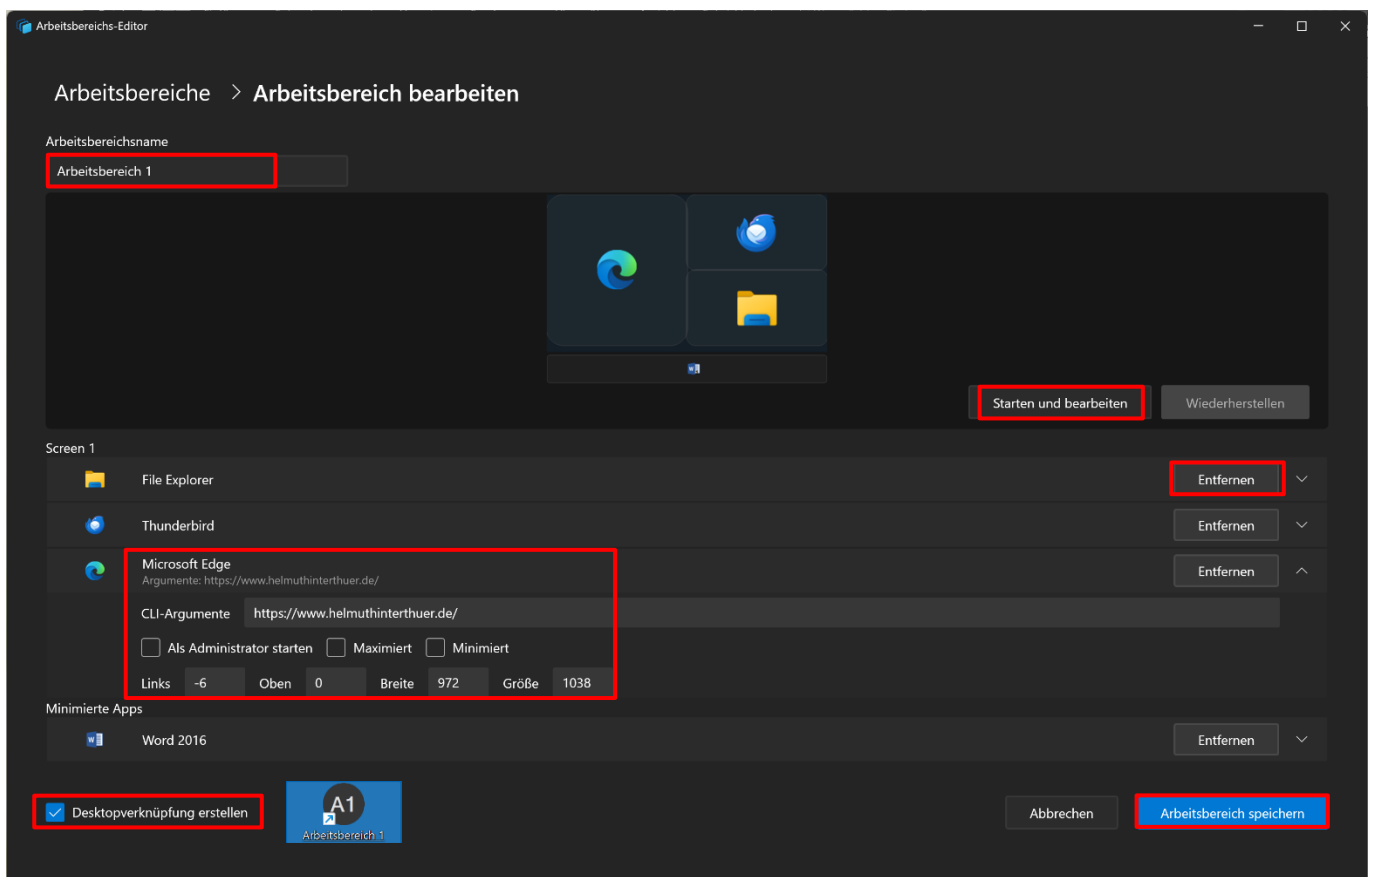 Arbeitsbereichs-Editor
Arbeitsbereiche > Arbeitsbereich bearbeiten
Arbeitsbereichsname
Arbeitsbereich 1
Starten und bearbeiten Wiederherstellen
Screen 1
File Explorer Entfernen
Thunderbird Entfernen
Microsoft Edge Entfernen
Argumente: https://www.helmuthinterthuer.de/
CLI-Argumente https://www.helmuthinterthuer.de/
Als Administrator starten Maximiert Minimiert
Links -6 Oben 0 Breite 972 Größe 1038
Minimierte Apps
Word 2016 Entfernen
Desktopverknüpfung erstellen Abbrechen Arbeitsbereich speichern
A1
Arbeitsbereich 1